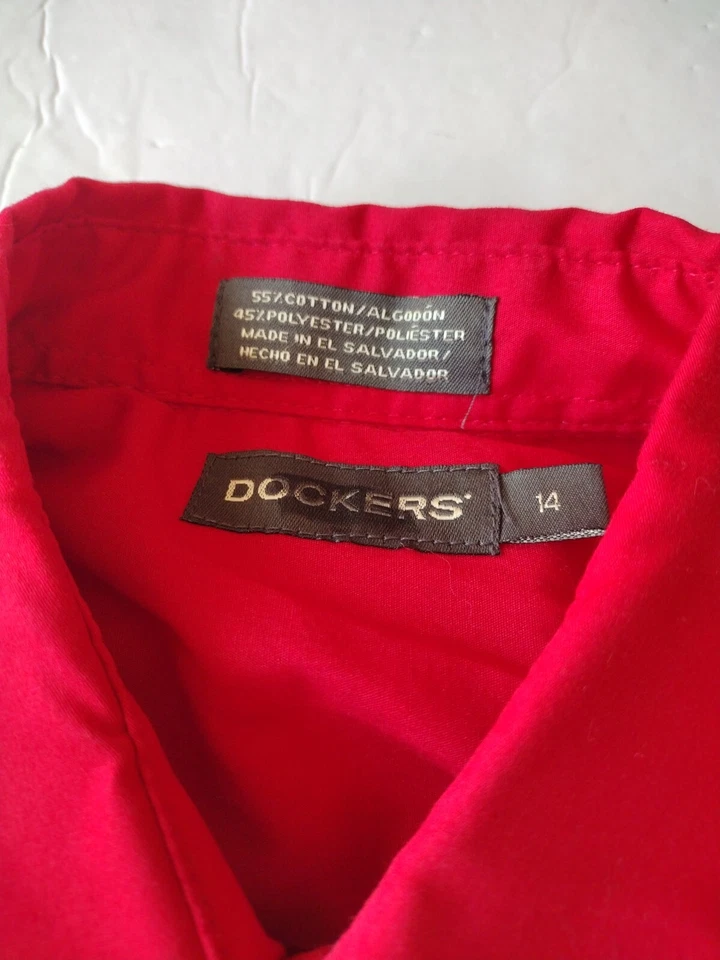 55%COTTON/ALGODÓN
45%POLYESTER/POLIÉSTER
MADE IN EL SALVADOR/
HECHO EN EL SALVADOR
DOCKERS®
14